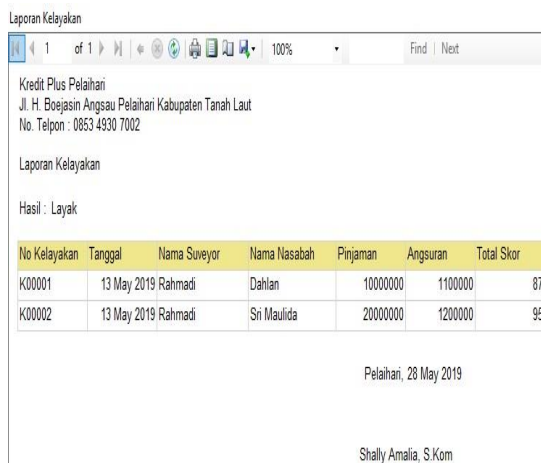 Laporan Kelayakan
1 of 1 100% Find | Next
Kredit Plus Pelaihari
Jl. H. Boejasin Angsau Pelaihari Kabupaten Tanah Laut
No. Telpon : 0853 4930 7002
Laporan Kelayakan
Hasil : Layak
No Kelayakan Tanggal Nama Suveyor Nama Nasabah Pinjaman Angsuran Total Skor
K00001 13 May 2019 Rahmadi Dahlan 10000000 1100000 87
K00002 13 May 2019 Rahmadi Sri Maulida 20000000 1200000 95
Pelaihari, 28 May 2019
Shally Amalia, S.Kom